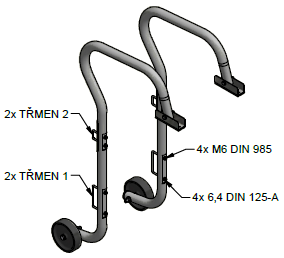 2x TŘMEN 2
2x TŘMEN 1
4x M6 DIN 985
4x 6,4 DIN 125-A